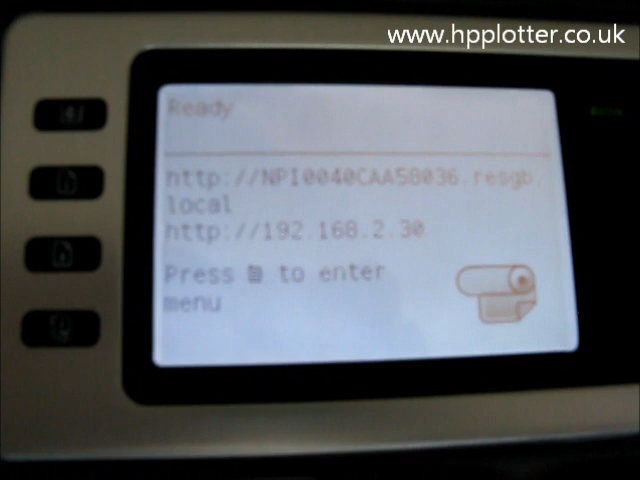 www.hpplotter.co.uk
Ready
http://NPI0040CAA58036.resgb.
local
http://192.168.2.30
Press to enter
menu